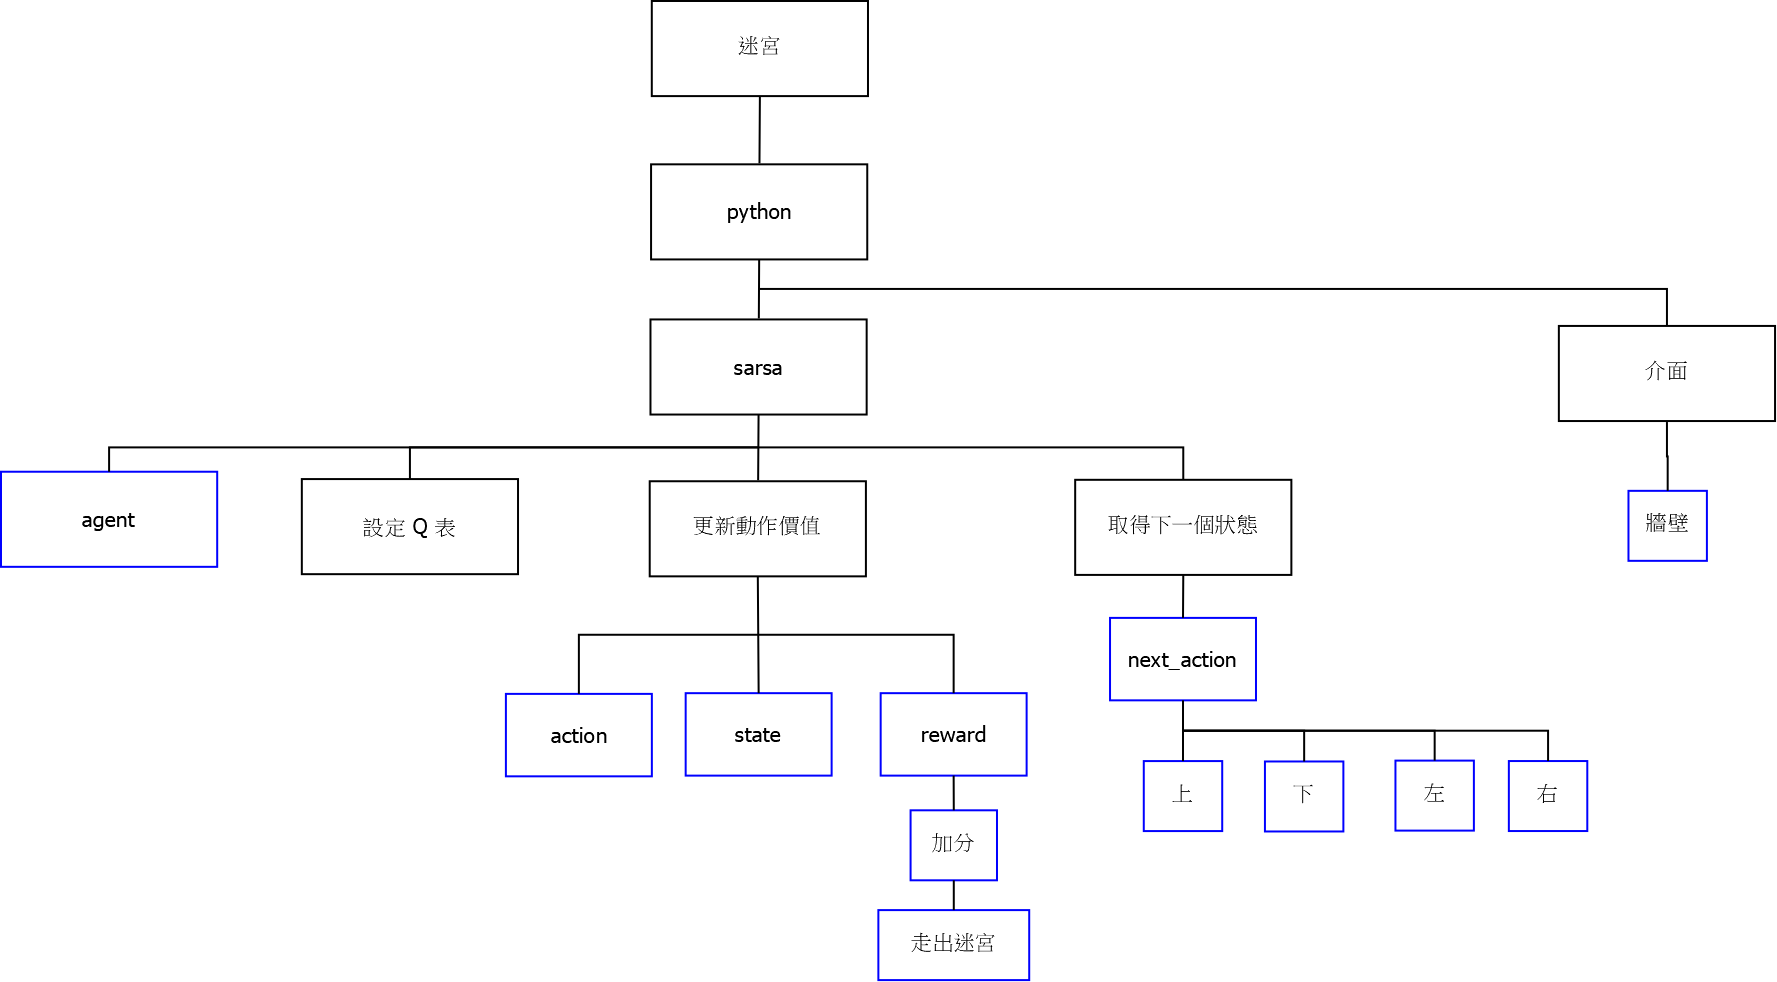 迷宮
python
sarsa
介面
agent
設定 Q 表
更新動作價值
取得下一個狀態
牆壁
next_action
action
state
reward
上
下
左
右
加分
走出迷宮